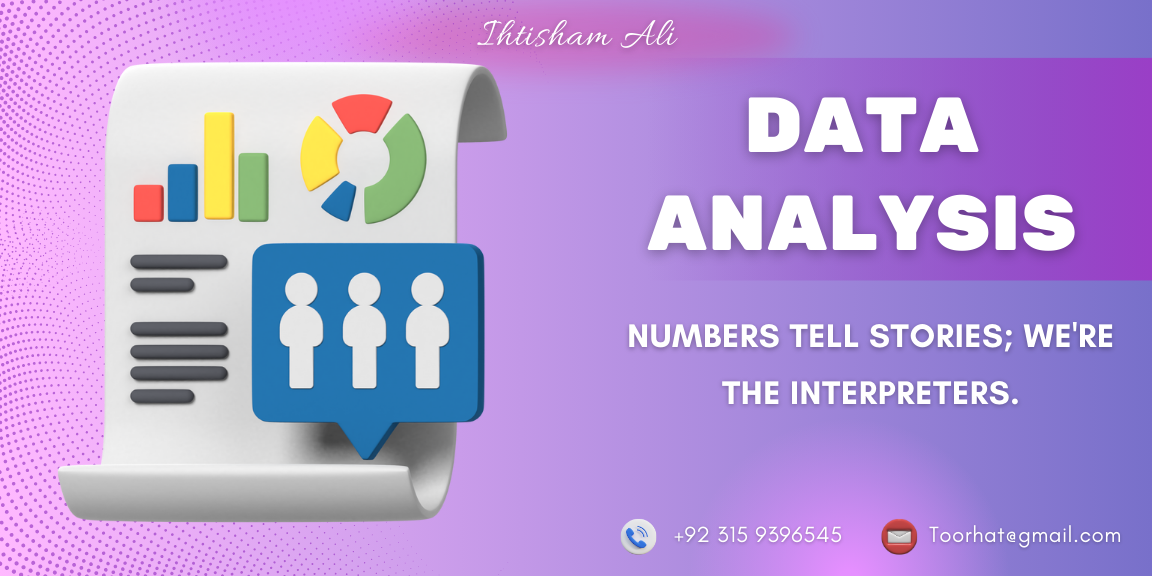 Ihtisham Ali
DATA
ANALYSIS
NUMBERS TELL STORIES; WE'RE
THE INTERPRETERS.
+92 315 9396545
Toorhat@gmail.com